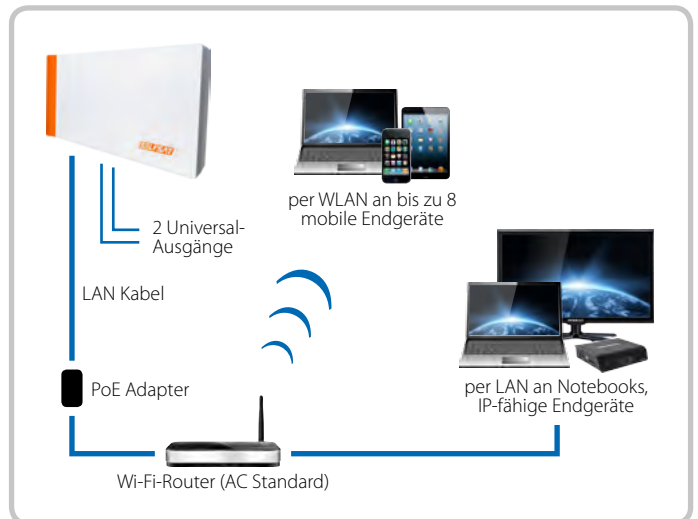 SELFSAT
per WLAN an bis zu 8
mobile Endgeräte
2 Universal-
Ausgänge
LAN Kabel
PoE Adapter
per LAN an Notebooks,
IP-fähige Endgeräte
Wi-Fi-Router (AC Standard)